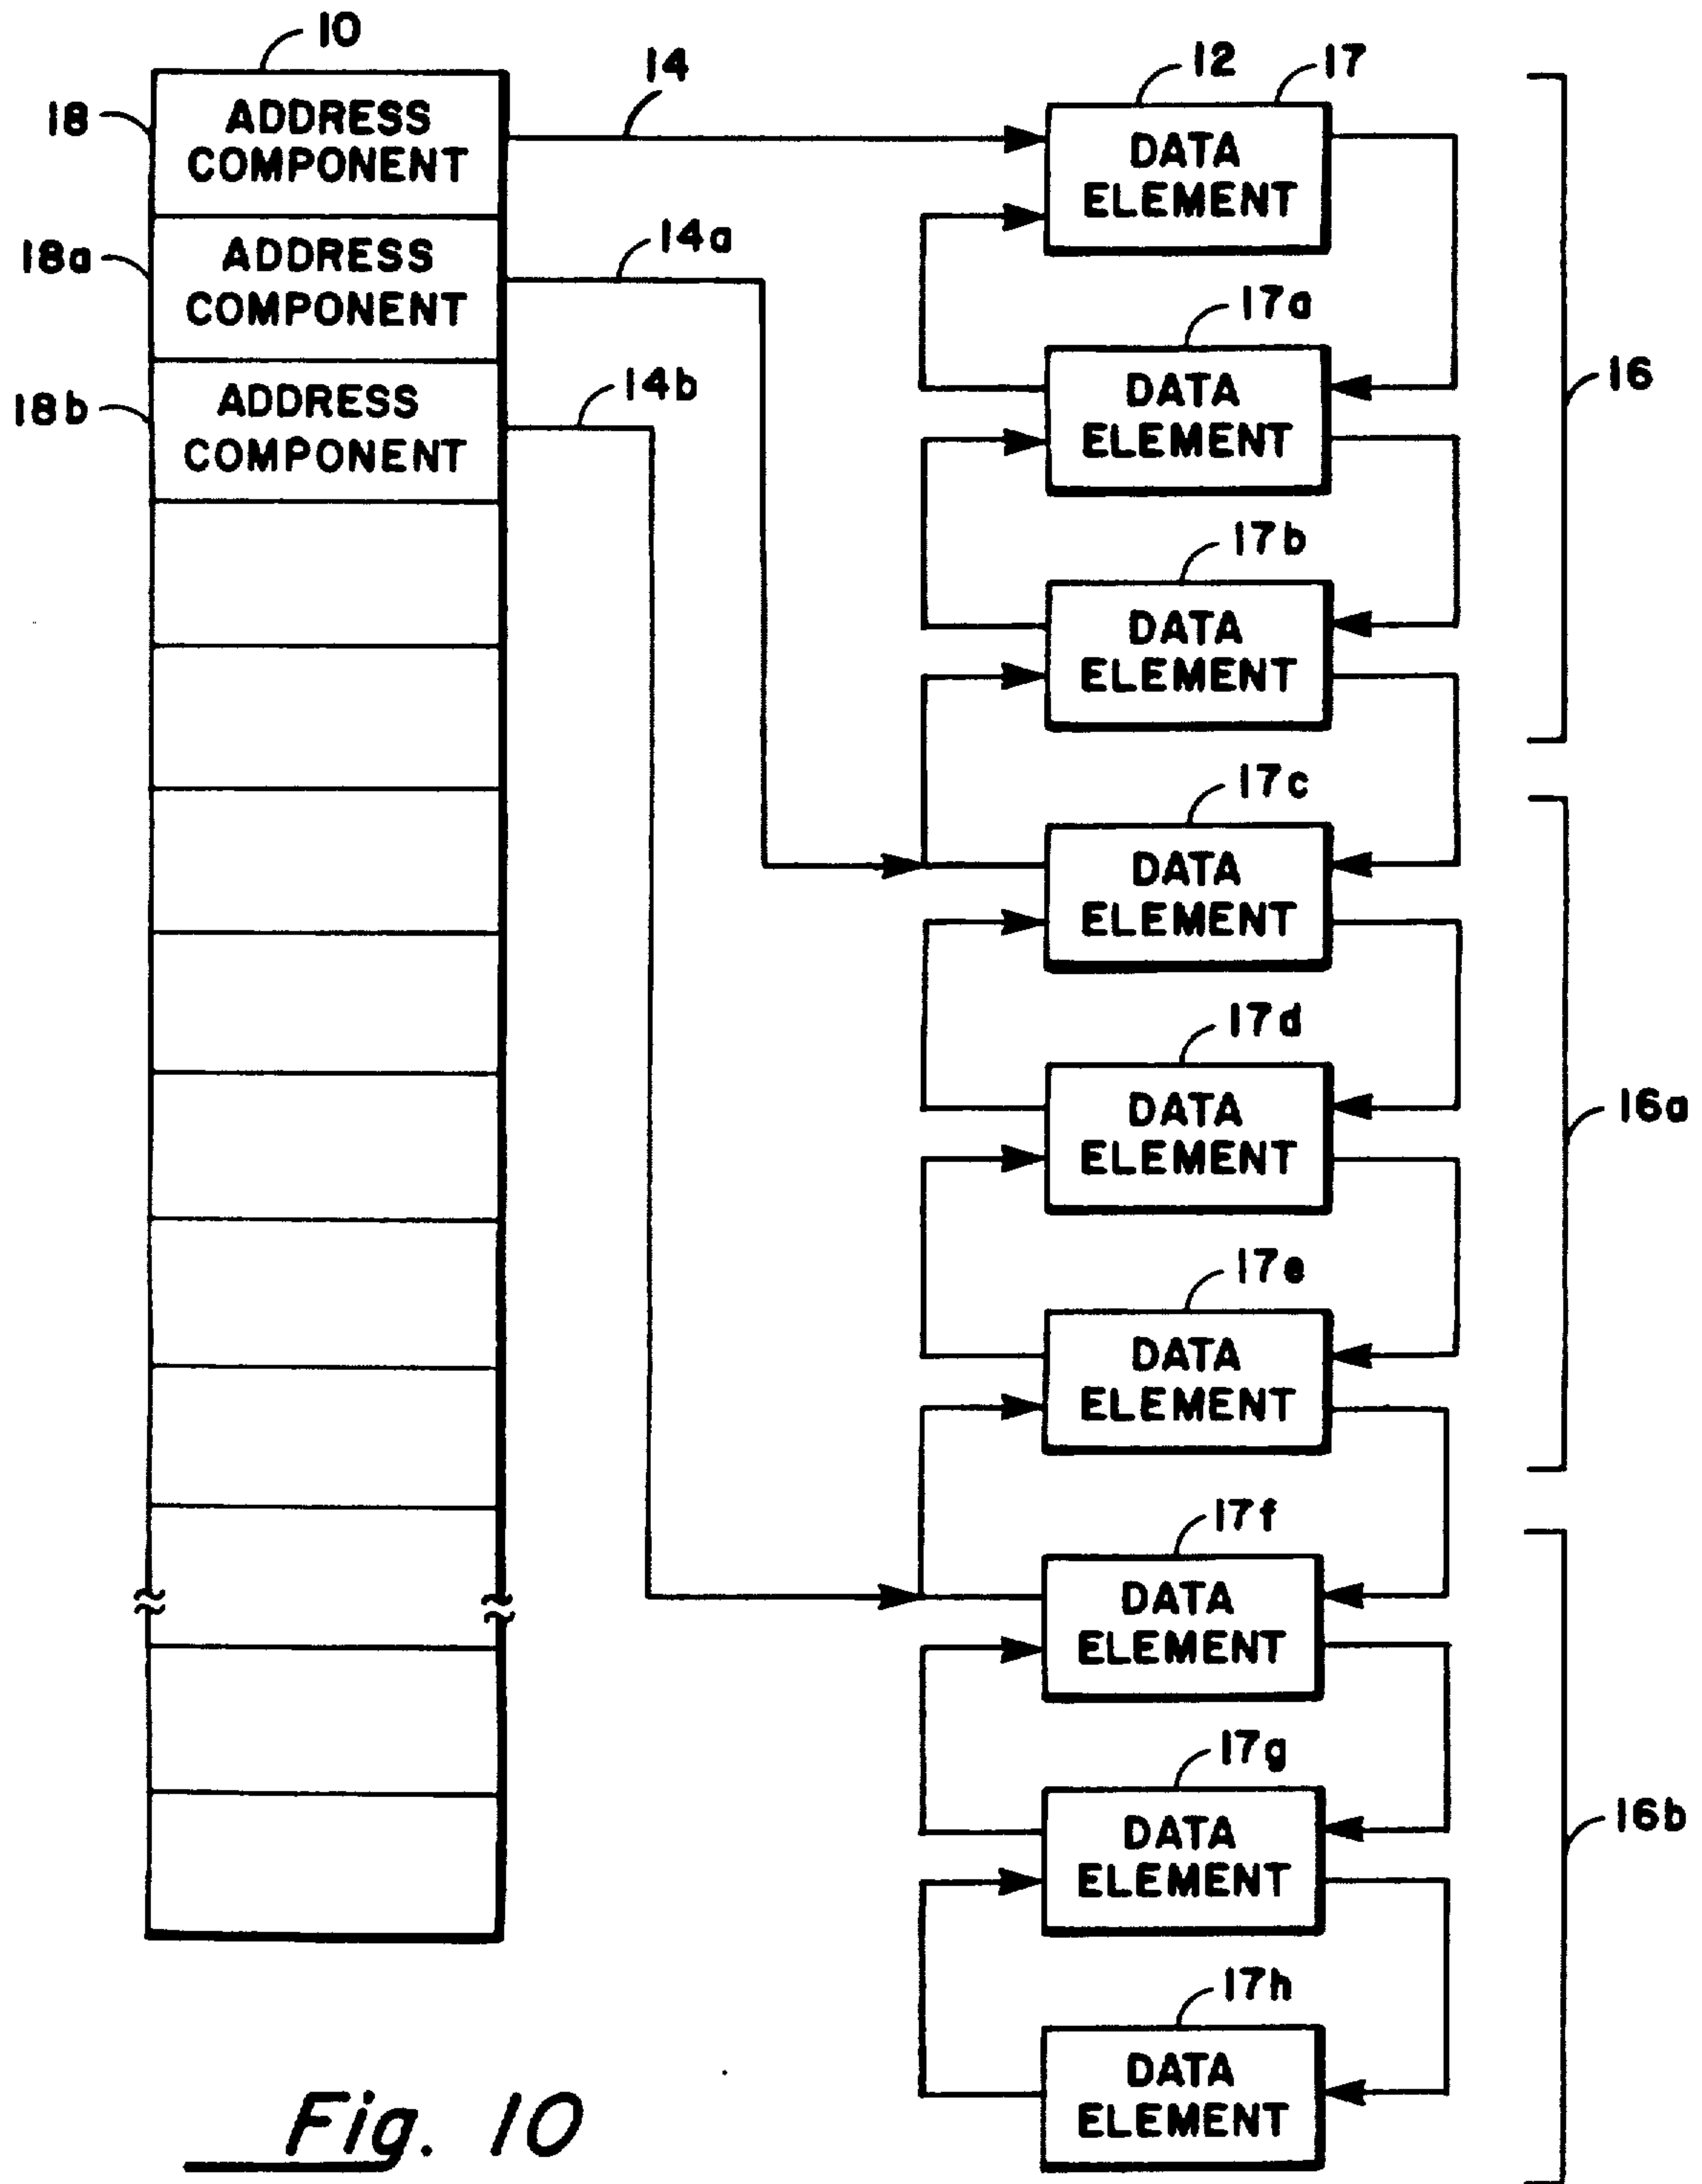 10
18
ADDRESS
COMPONENT
18a
ADDRESS
COMPONENT
18b
ADDRESS
COMPONENT
14
14a
14b
12
17
DATA
ELEMENT
17a
DATA
ELEMENT
17b
DATA
ELEMENT
16
17c
DATA
ELEMENT
17d
DATA
ELEMENT
17e
DATA
ELEMENT
16a
17f
DATA
ELEMENT
17g
DATA
ELEMENT
17h
DATA
ELEMENT
16b
Fig. 10